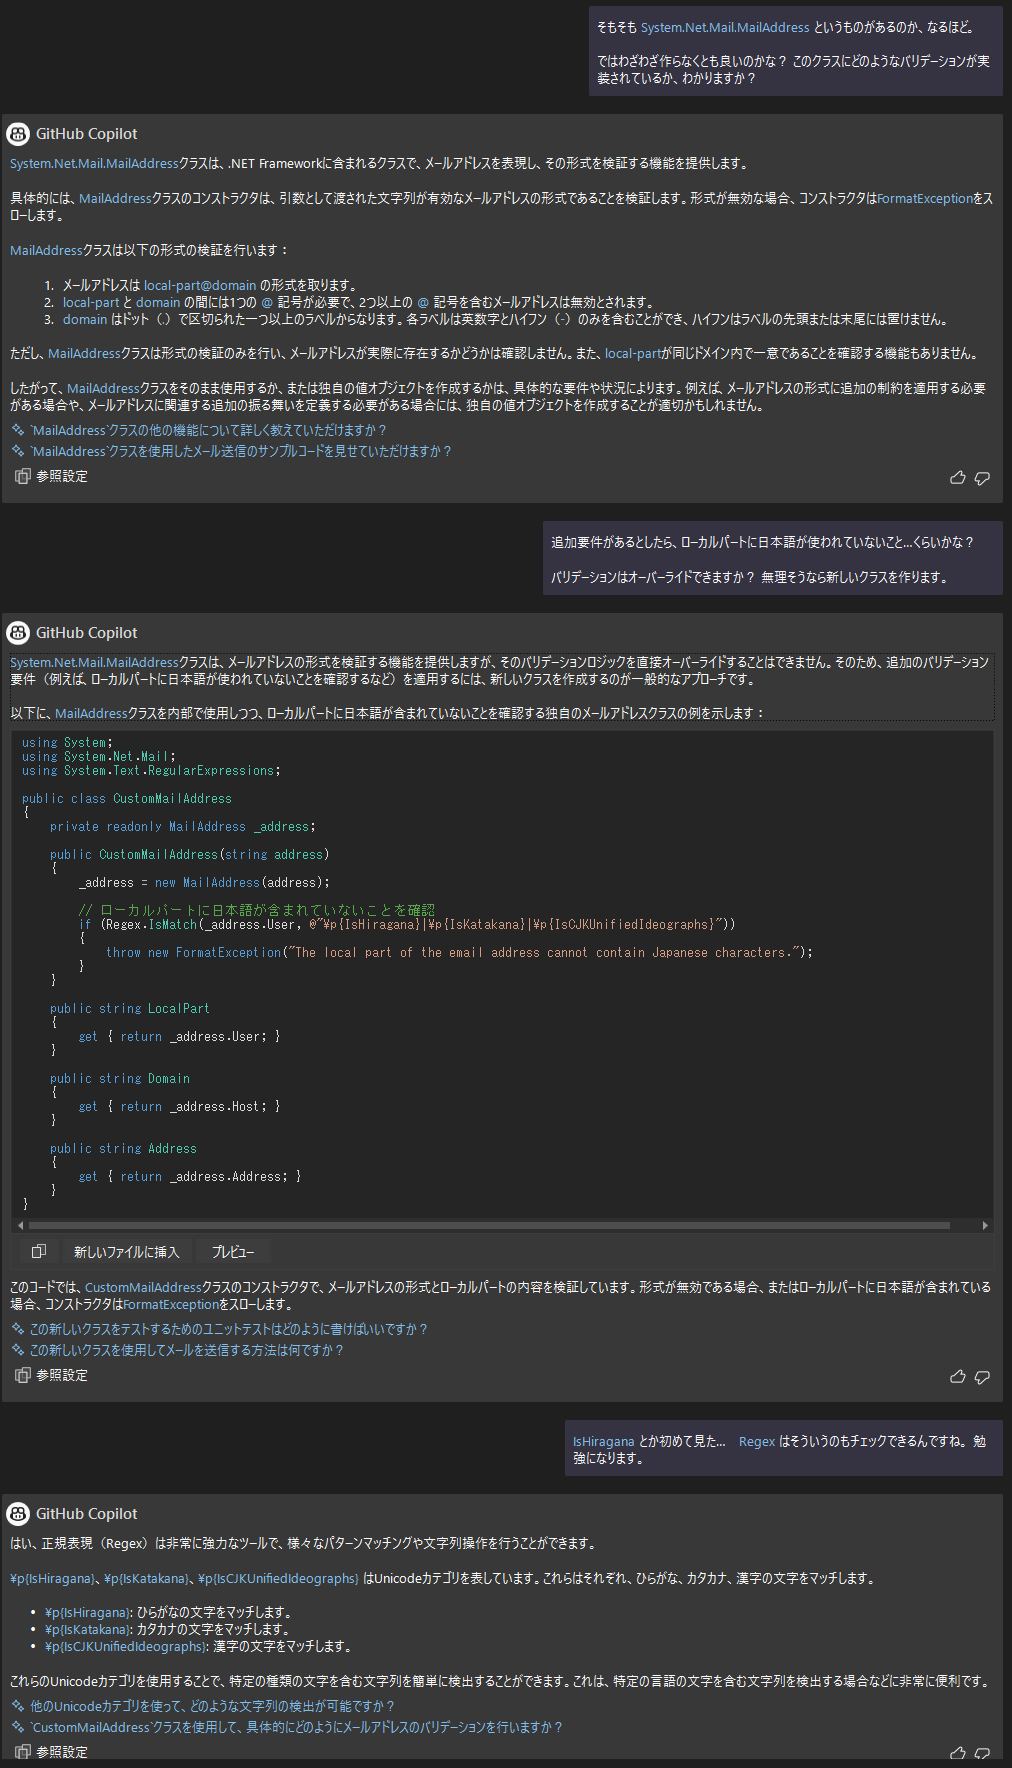 そもそも System.Net.Mail.MailAddress というものがあるのか、なるほど。
ではわざわざ作らなくとも良いのかな？ このクラスにどのようなバリデーションが実
装されているか、わかりますか？
GitHub Copilot
System.Net.Mail.MailAddressクラスは、.NET Frameworkに含まれるクラスで、メールアドレスを表現し、その形式を検証する機能を提供します。
具体的には、MailAddressクラスのコンストラクタは、引数として渡された文字列が有効なメールアドレスの形式であることを検証します。形式が無効な場合、コンストラクタはFormatExceptionをス
ローします。
MailAddressクラスは以下の形式の検証を行います：
1. メールアドレスは local-part@domain の形式を取ります。
2. local-part と domain の間には1つの @ 記号が必要で、2つ以上の @ 記号を含むメールアドレスは無効とされます。
3. domain はドット（.）で区切られた一つ以上のラベルからなります。各ラベルは英数字とハイフン（-）のみを含むことができ、ハイフンはラベルの先頭または末尾には置けません。
ただし、MailAddressクラスは形式の検証のみを行い、メールアドレスが実際に存在するかどうかは確認しません。また、local-partが同じドメイン内で一意であることを確認する機能もありません。
したがって、MailAddressクラスをそのまま使用するか、または独自の値オブジェクトを作成するかは、具体的な要件や状況によります。例えば、メールアドレスの形式に追加の制約を適用する必要
がある場合や、メールアドレスに関連する追加の振る舞いを定義する必要がある場合には、独自の値オブジェクトを作成することが適切かもしれません。
`MailAddress`クラスの他の機能について詳しく教えていただけますか？
`MailAddress`クラスを使用したメール送信のサンプルコードを見せていただけますか？
参照設定
追加要件があるとしたら、ローカルパートに日本語が使われていないこと...くらいかな？
バリデーションはオーバーライドできますか？ 無理そうなら新しいクラスを作ります。
GitHub Copilot
System.Net.Mail.MailAddressクラスは、メールアドレスの形式を検証する機能を提供しますが、そのバリデーションロジックを直接オーバーライドすることはできません。そのため、追加のバリデーション
要件（例えば、ローカルパートに日本語が使われていないことを確認するなど）を適用するには、新しいクラスを作成するのが一般的なアプローチです。
以下に、MailAddressクラスを内部で使用しつつ、ローカルパートに日本語が含まれていないことを確認する独自のメールアドレスクラスの例を示します：
using System;
using System.Net.Mail;
using System.Text.RegularExpressions;
public class CustomMailAddress
{
private readonly MailAddress _address;
public CustomMailAddress(string address)
{
_address = new MailAddress(address);
// ローカルパートに日本語が含まれていないことを確認
if (Regex.IsMatch(_address.User, @"¥p{IsHiragana}|¥p{IsKatakana}|¥p{IsCJKUnifiedIdeographs}"))
{
throw new FormatException("The local part of the email address cannot contain Japanese characters.");
}
}
public string LocalPart
{
get { return _address.User; }
}
public string Domain
{
get { return _address.Host; }
}
public string Address
{
get { return _address.Address; }
}
}
新しいファイルに挿入 プレビュー
このコードでは、CustomMailAddressクラスのコンストラクタで、メールアドレスの形式とローカルパートの内容を検証しています。形式が無効である場合、またはローカルパートに日本語が含まれている
場合、コンストラクタはFormatExceptionをスローします。
この新しいクラスをテストするためのユニットテストはどのように書けばいいですか？
この新しいクラスを使用してメールを送信する方法は何ですか？
参照設定
IsHiragana とか初めて見た... Regex はそういうのもチェックできるんですね。勉
強になります。
GitHub Copilot
はい、正規表現（Regex）は非常に強力なツールで、様々なパターンマッチングや文字列操作を行うことができます。
¥p{IsHiragana}、¥p{IsKatakana}、¥p{IsCJKUnifiedIdeographs} はUnicodeカテゴリを表しています。これらはそれぞれ、ひらがな、カタカナ、漢字の文字をマッチします。
• ¥p{IsHiragana}: ひらがなの文字をマッチします。
• ¥p{IsKatakana}: カタカナの文字をマッチします。
• ¥p{IsCJKUnifiedIdeographs}: 漢字の文字をマッチします。
これらのUnicodeカテゴリを使用することで、特定の種類の文字を含む文字列を簡単に検出することができます。これは、特定の言語の文字を含む文字列を検出する場合などに非常に便利です。
他のUnicodeカテゴリを使って、どのような文字列の検出が可能ですか？
`CustomMailAddress`クラスを使用して、具体的にどのようにメールアドレスのバリデーションを行いますか？
参照設定